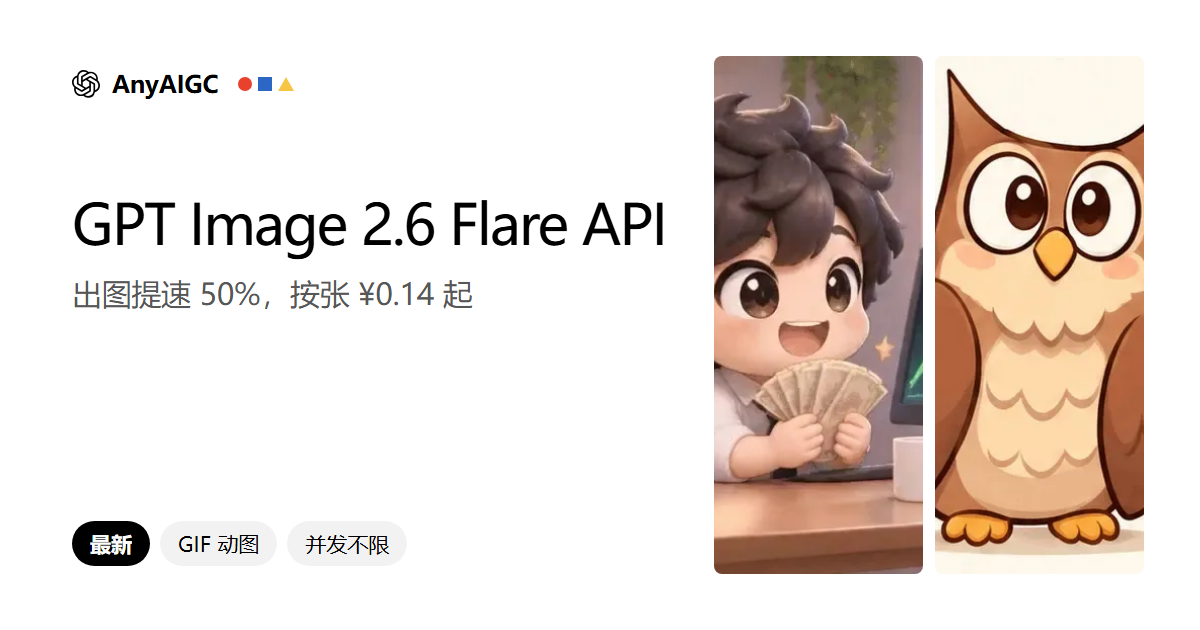 AnyAIGC
GPT Image 2.6 Flare API
出图提速 50%，按张 ¥0.14 起
最新
GIF 动图
并发不限